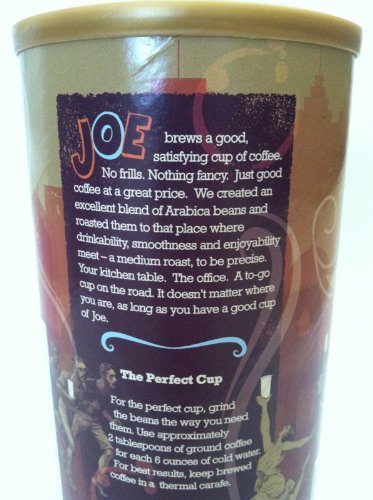 JOE brews a good,
satisfying cup of coffee.
No frills. Nothing fancy. Just good
coffee at a great price. We created an
excellent blend of Arabica beans and
roasted them to that place where
drinkability, smoothness and enjoyability
meet – a medium roast, to be precise.
Your kitchen table. The office. A to-go
cup on the road. It doesn't matter where
you are, as long as you have a good cup
of Joe.
The Perfect Cup
For the perfect cup, grind
the beans the way you need
them. Use approximately
2 tablespoons of ground coffee
for each 6 ounces of cold water.
For best results, keep brewed
coffee in a thermal carafe.